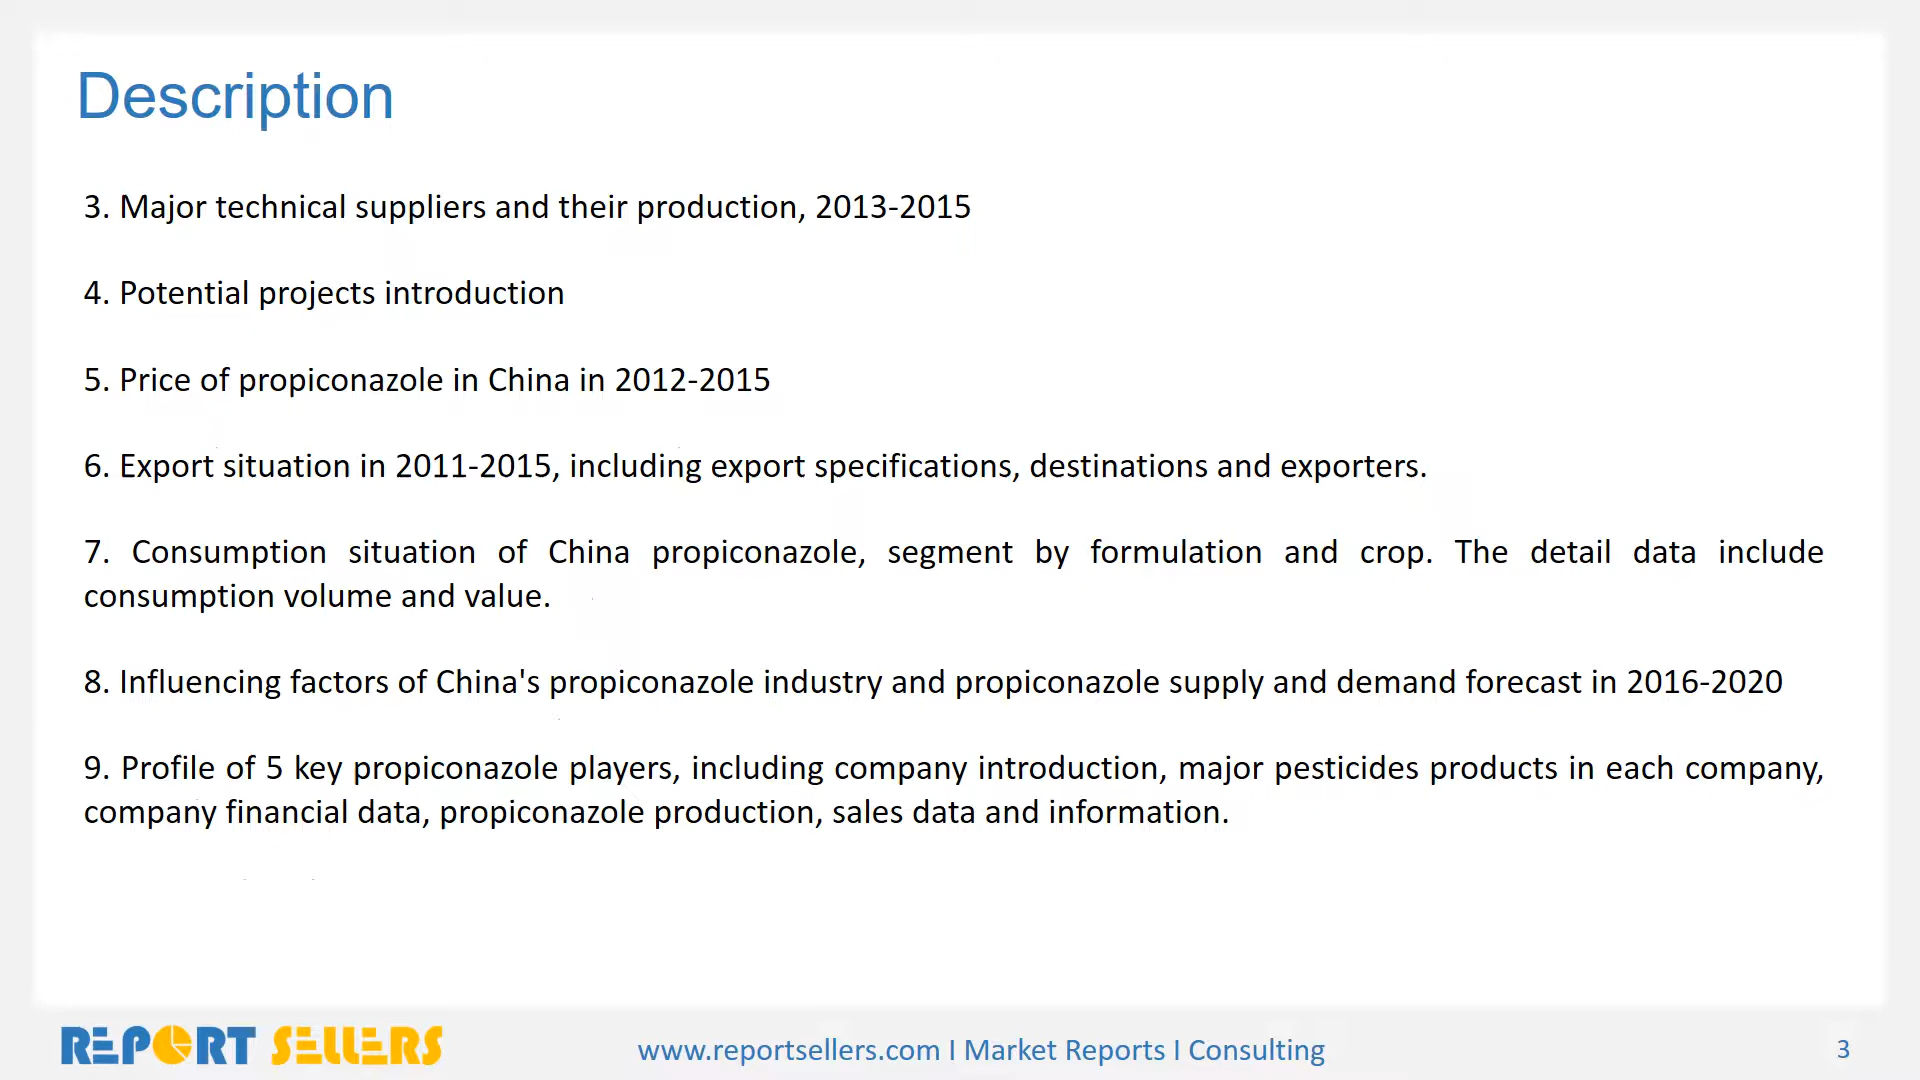 Description
3. Major technical suppliers and their production, 2013-2015
4. Potential projects introduction
5. Price of propiconazole in China in 2012-2015
6. Export situation in 2011-2015, including export specifications, destinations and exporters.
7. Consumption situation of China propiconazole, segment by formulation and crop. The detail data include
consumption volume and value.
8. Influencing factors of China's propiconazole industry and propiconazole supply and demand forecast in 2016-2020
9. Profile of 5 key propiconazole players, including company introduction, major pesticides products in each company,
company financial data, propiconazole production, sales data and information.
REPORT SELLERS
www.reportsellers.com I Market Reports I Consulting
3